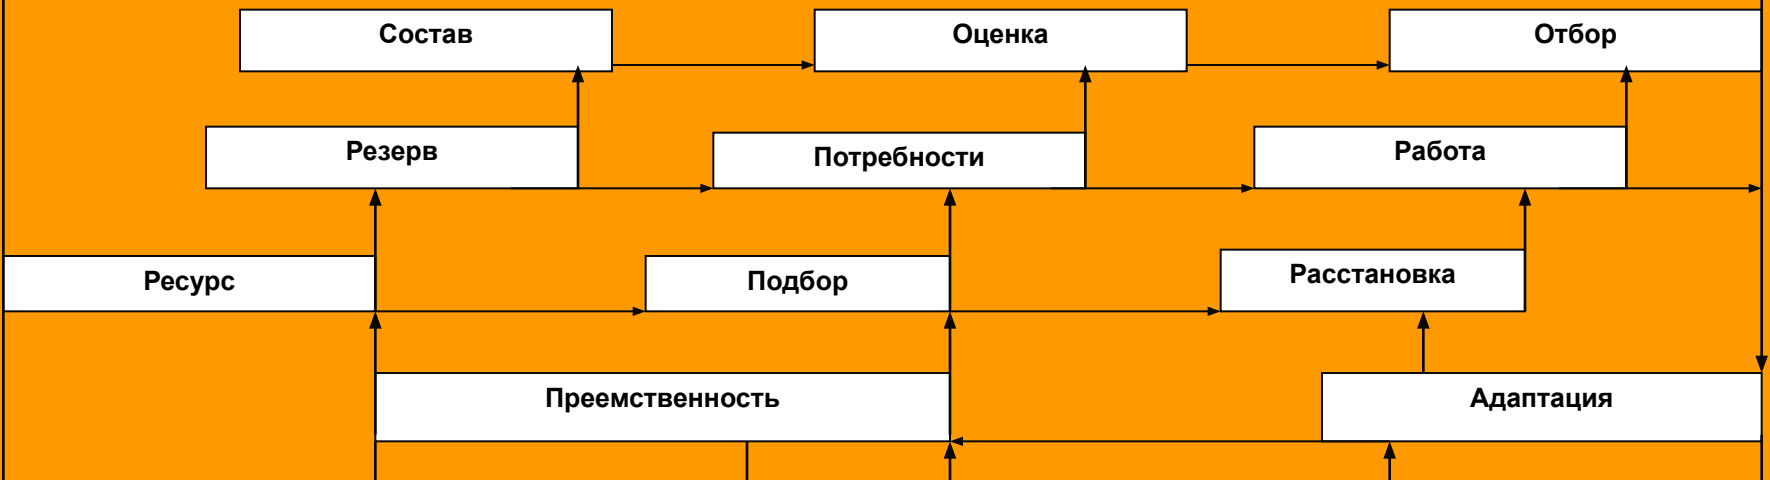 Состав
Оценка
Отбор
Резерв
Потребности
Работа
Ресурс
Подбор
Расстановка
Преемственность
Адаптация